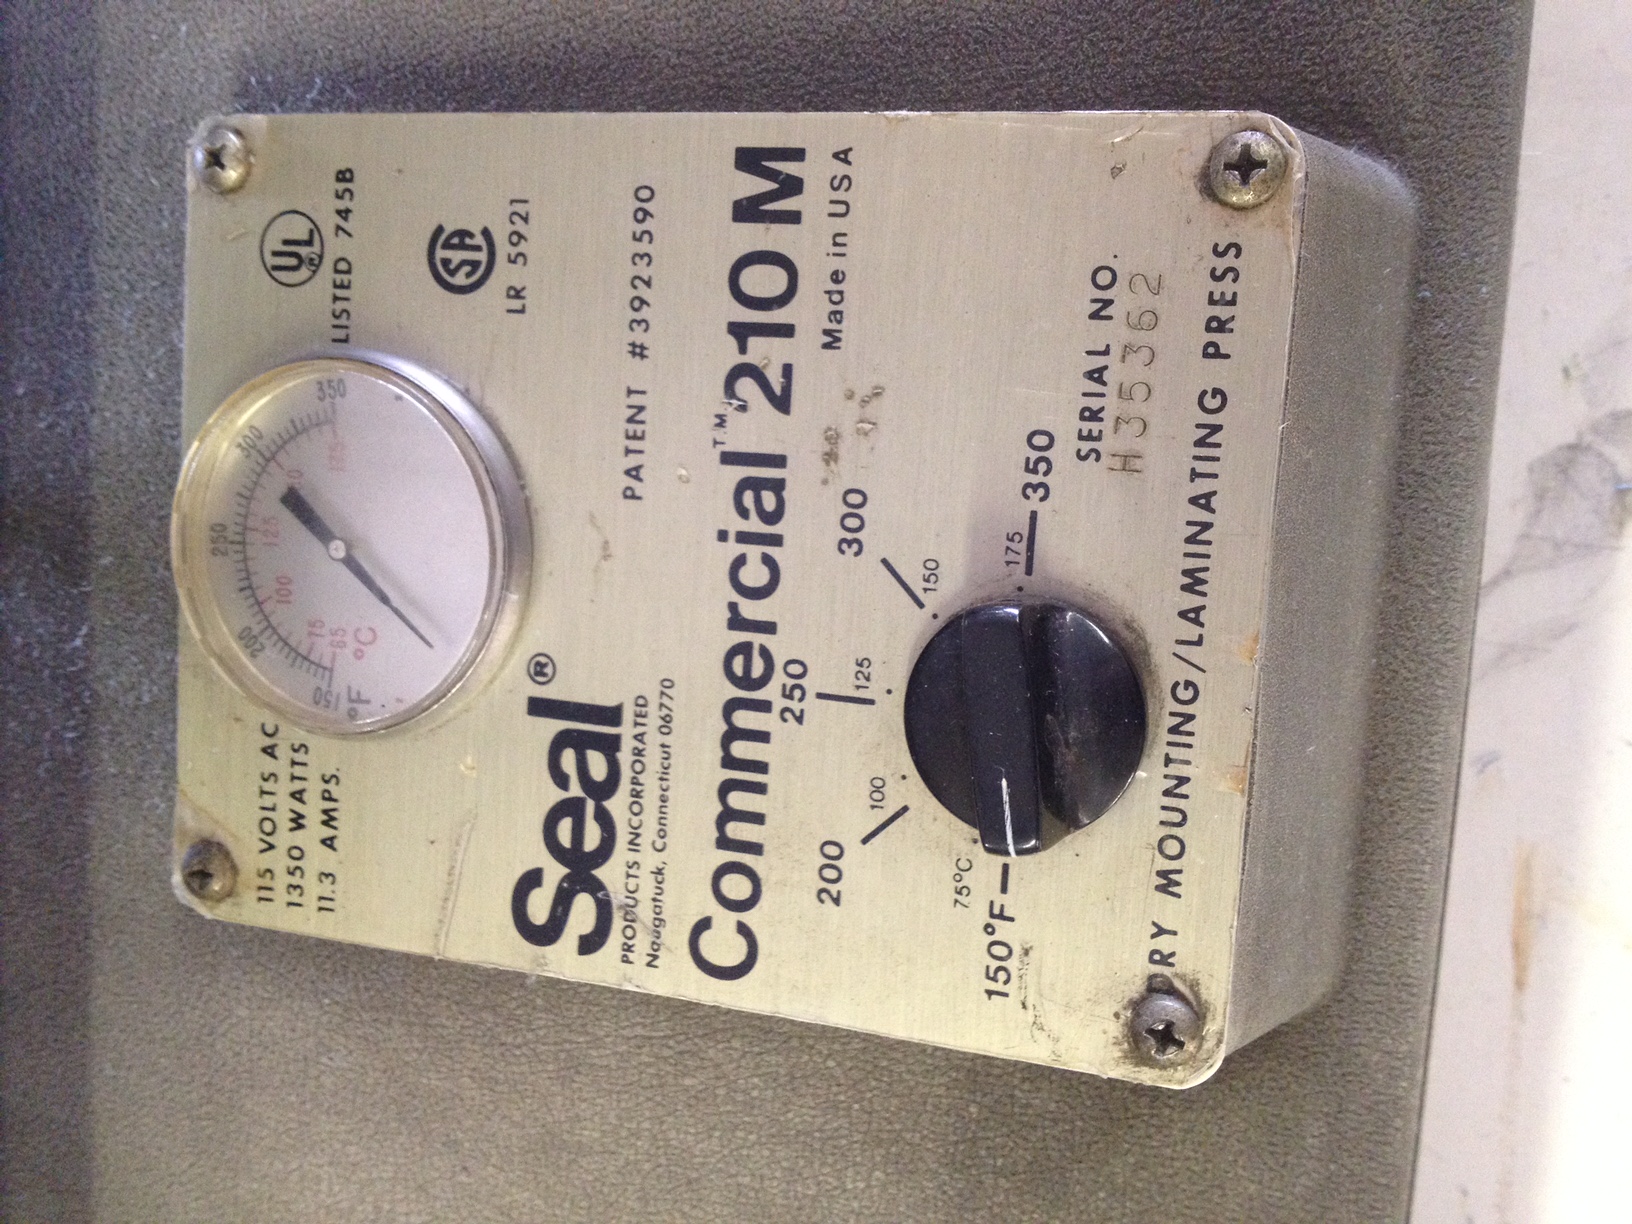 115 VOLTS AC
1350 WATTS
11.3 AMPS.
150 200 250 300 350
65 75 100 125
°F
°C
UL ®
LISTED 745B
SA
LR 5921
Seal®
PRODUCTS INCORPORATED
Naugatuck, Connecticut 06770
PATENT #3923590
Commercial™ 210 M
Made in USA
250
200 300
125
100 150
75°C 175
150°F 350
SERIAL NO.
H35362
DRY MOUNTING/LAMINATING PRESS